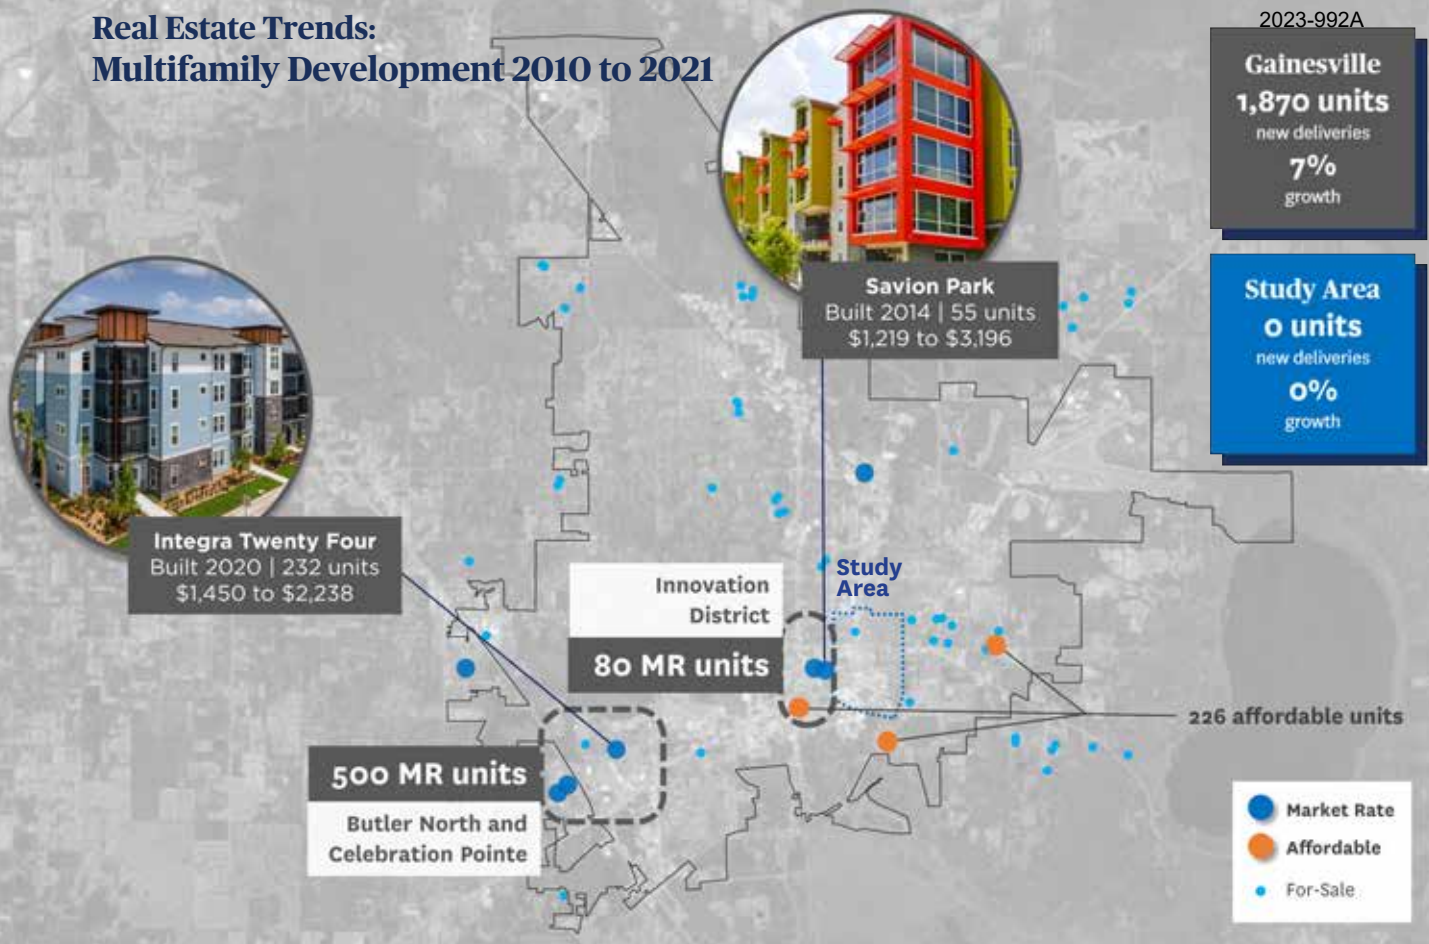 Real Estate Trends:
Multifamily Development 2010 to 2021
2023-992A
Gainesville
1,870 units
new deliveries
7%
growth
Study Area
0 units
new deliveries
0%
growth
Savion Park
Built 2014 | 55 units
$1,219 to $3,196
Integra Twenty Four
Built 2020 | 232 units
$1,450 to $2,238
Innovation
District
80 MR units
Study
Area
500 MR units
Butler North and
Celebration Pointe
226 affordable units
Market Rate
Affordable
For-Sale